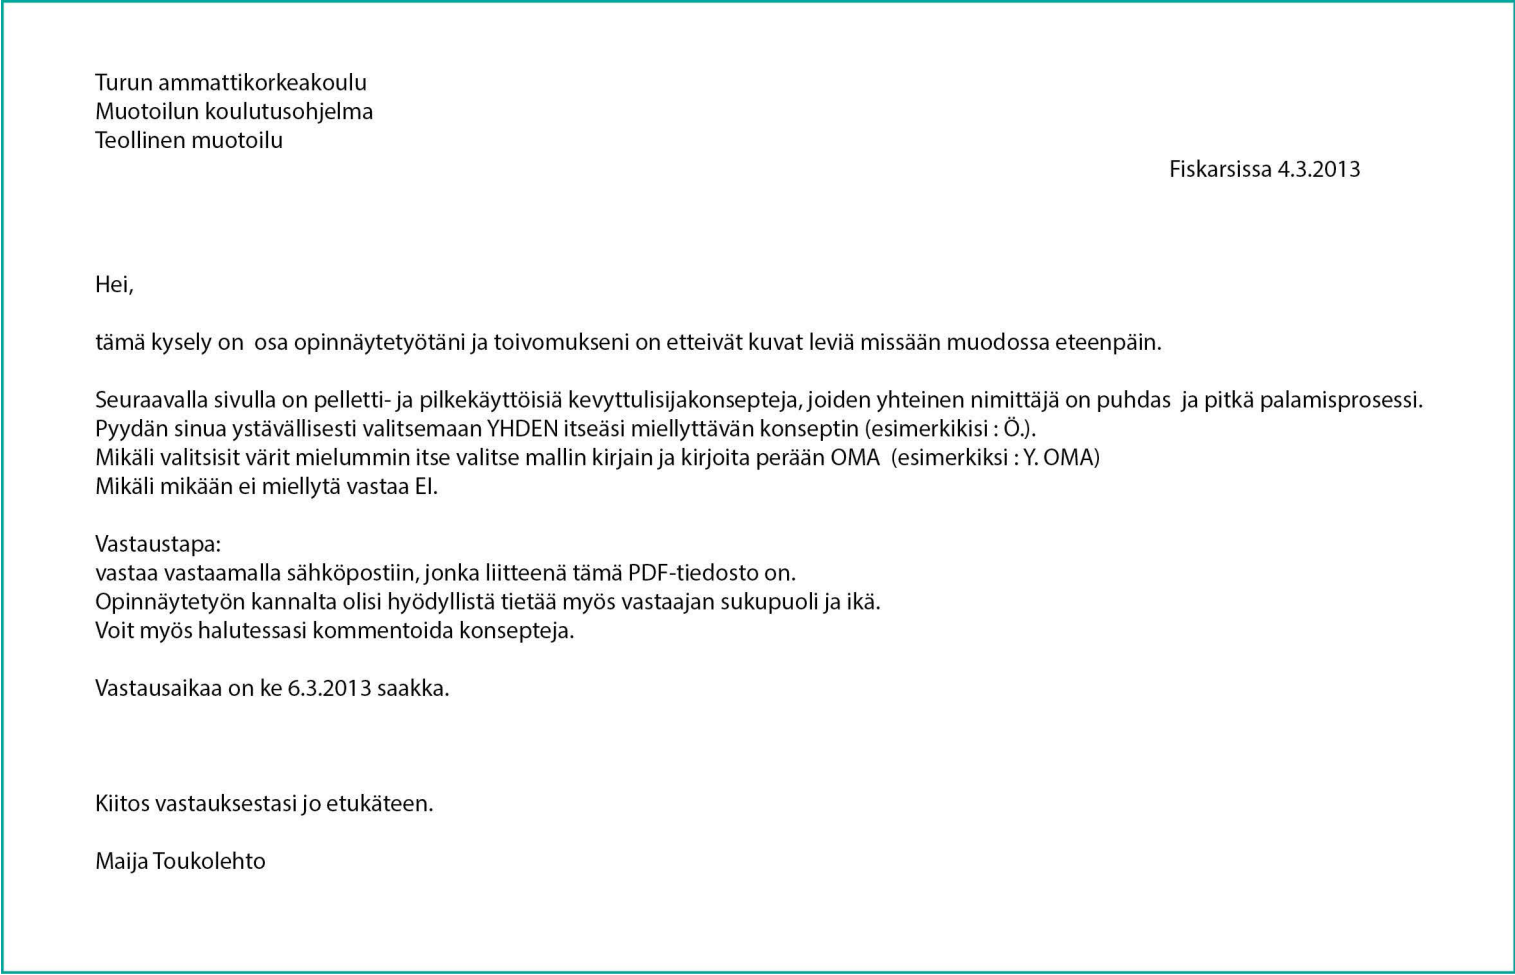 Turun ammattikorkeakoulu
Muotoilun koulutusohjelma
Teollinen muotoilu
Fiskarsissa 4.3.2013
Hei,
tämä kysely on  osa opinnäytetyötäni ja toivomukseni on etteivät kuvat leviä missään muodossa eteenpäin.
Seuraavalla sivulla on pelletti- ja pilkekäyttöisiä kevyttulisijakonsepteja, joiden yhteinen nimittäjä on puhdas  ja pitkä palamisprosessi.
Pyydän sinua ystävällisesti valitsemaan YHDEN itseäsi miellyttävän konseptin (esimerkikisi : Ö.).
Mikäli valitsisit värit mielummin itse valitse mallin kirjain ja kirjoita perään OMA  (esimerkiksi : Y. OMA)
Mikäli mikään ei miellytä vastaa EI.
Vastaustapa:
vastaa vastaamalla sähköpostiin, jonka liitteenä tämä PDF-tiedosto on.
Opinnäytetyön kannalta olisi hyödyllistä tietää myös vastaajan sukupuoli ja ikä.
Voit myös halutessasi kommentoida konsepteja.
Vastausaikaa on ke 6.3.2013 saakka.
Kiitos vastauksestasi jo etukäteen.
Maija Toukolehto